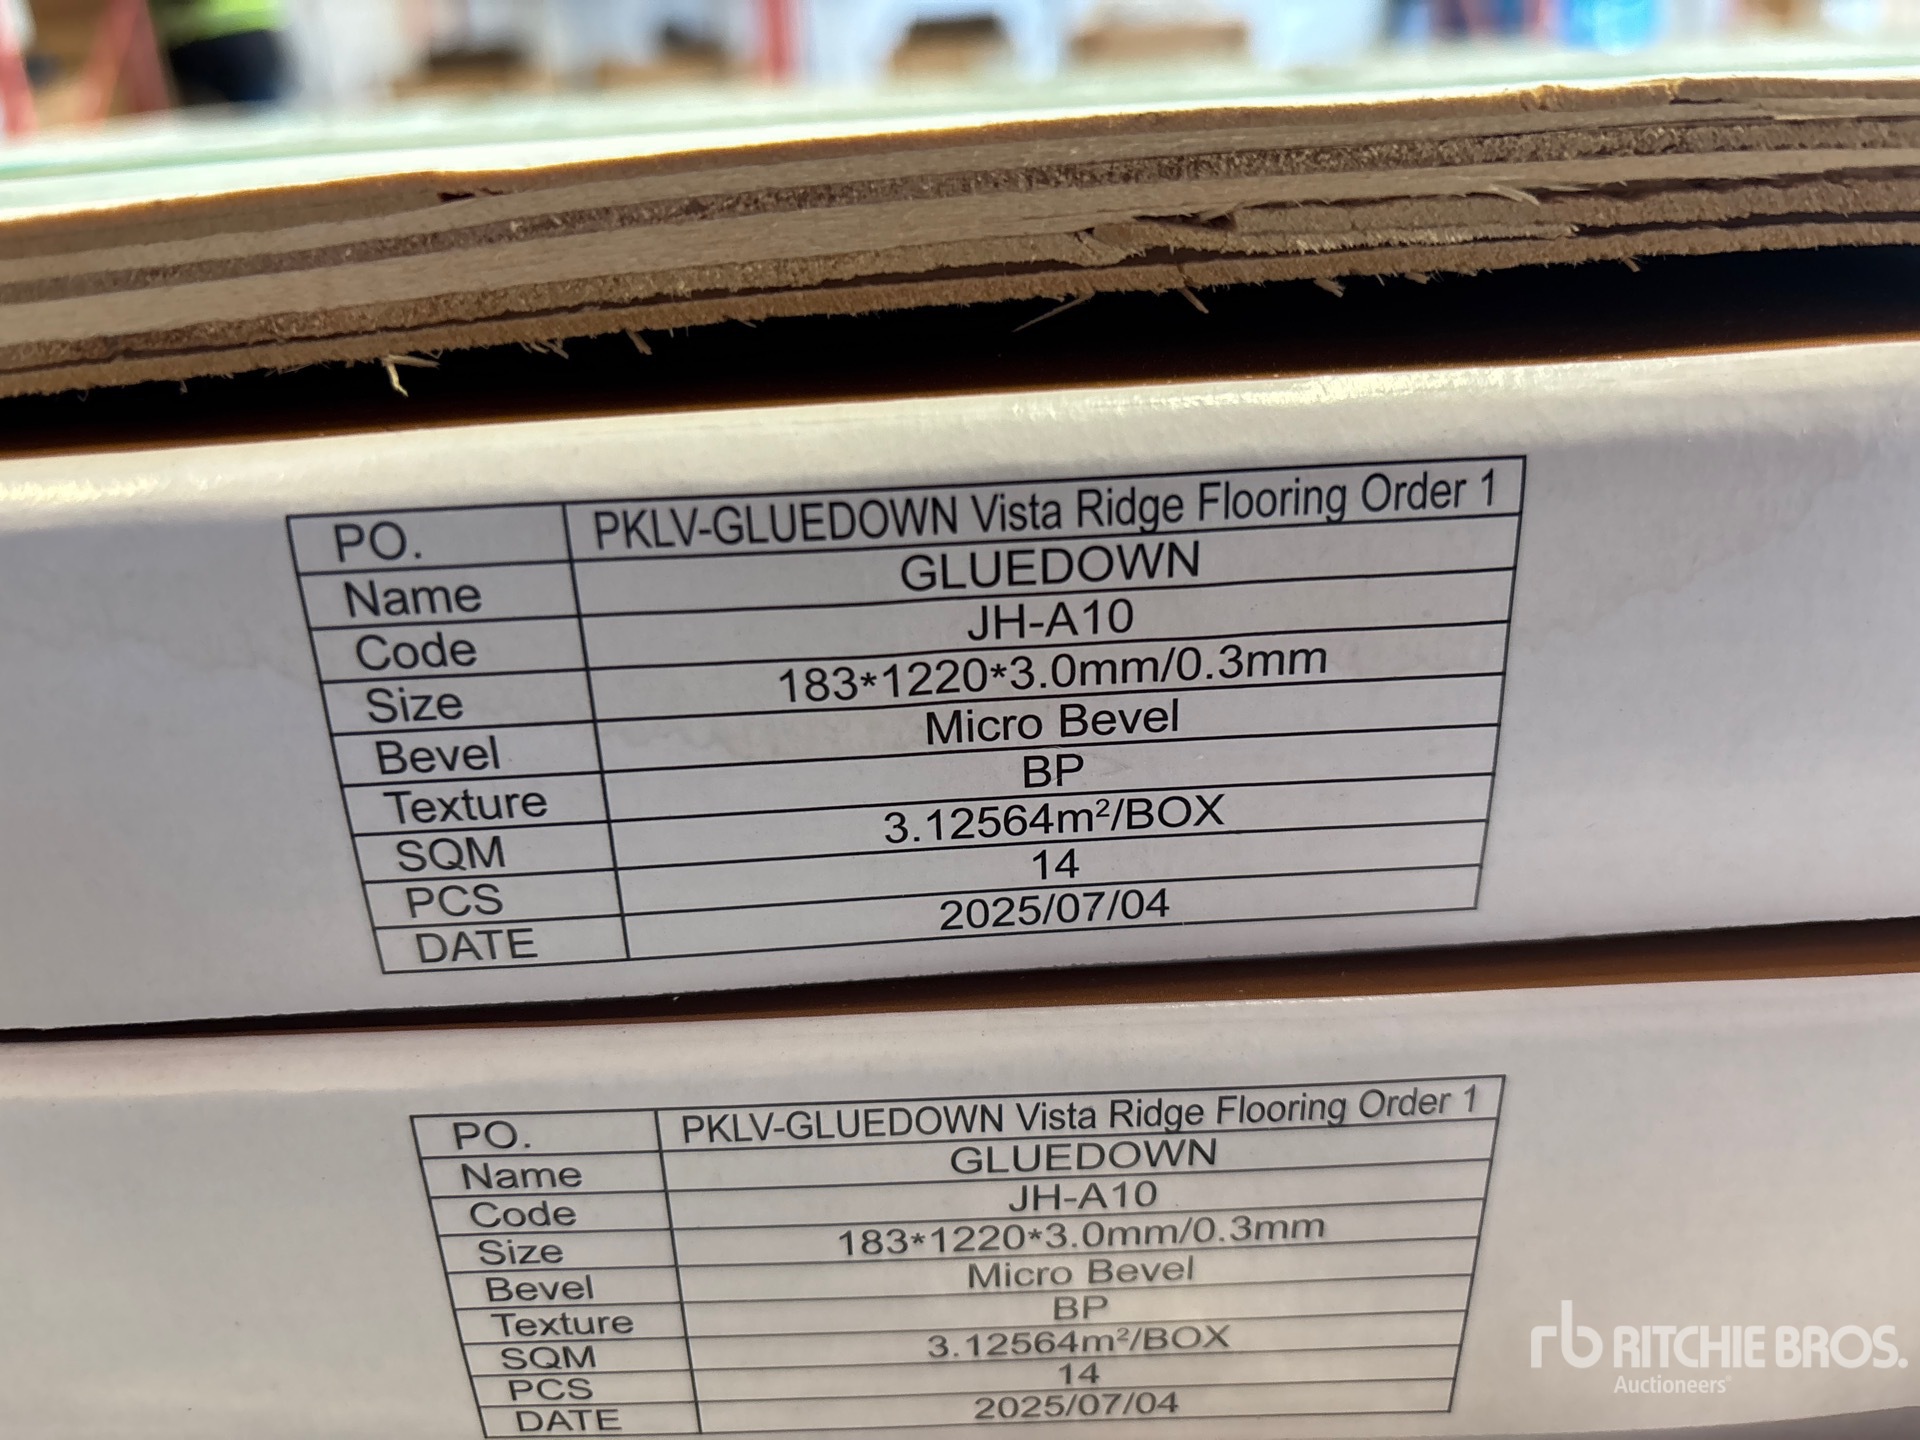 PO. PKLV-GLUEDOWN Vista Ridge Flooring Order 1
Name GLUEDOWN
Code JH-A10
Size 183*1220*3.0mm/0.3mm
Bevel Micro Bevel
Texture BP
SQM 3.12564m²/BOX
PCS 14
DATE 2025/07/04
PO. PKLV-GLUEDOWN Vista Ridge Flooring Order 1
Name GLUEDOWN
Code JH-A10
Size 183*1220*3.0mm/0.3mm
Bevel Micro Bevel
Texture BP
SQM 3.12564m²/BOX
PCS 14
DATE 2025/07/04
rb RITCHIE BROS.
Auctioneers